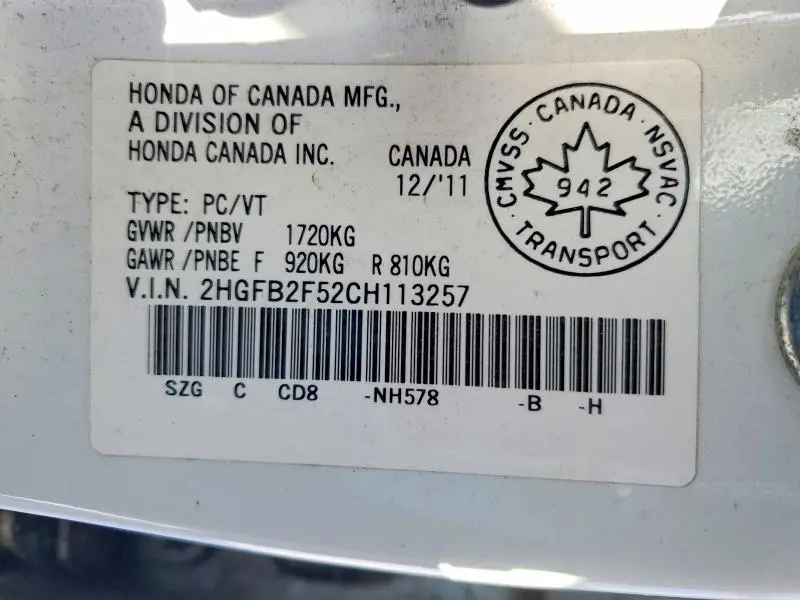 HONDA OF CANADA MFG.,
A DIVISION OF
HONDA CANADA INC.
CANADA
12/'11
TYPE: PC/VT
GVWR /PNBV 1720KG
GAWR /PNBE F 920KG R 810KG
V.I.N. 2HGFB2F52CH113257
SZG C CD8 -NH578 -B -H
CMVSS · CANADA · NSVAC · TRANSPORT ·
942